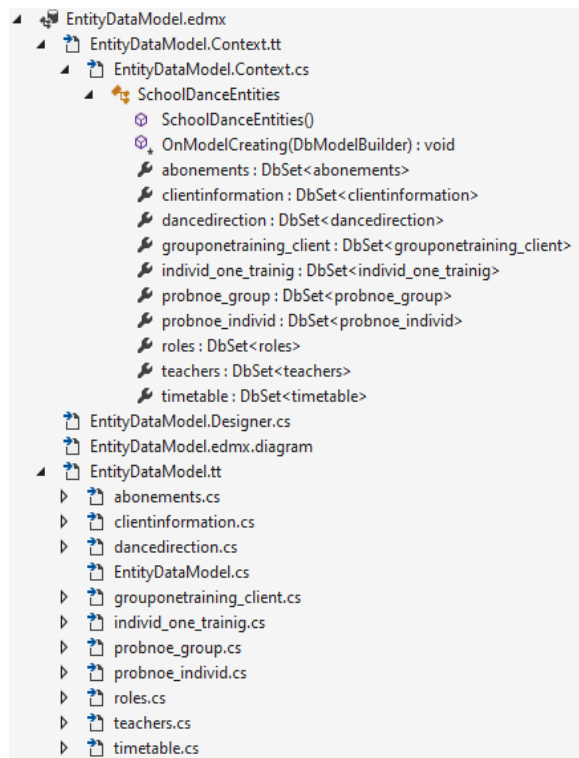 EntityDataModel.edmx
EntityDataModel.Context.tt
EntityDataModel.Context.cs
SchoolDanceEntities
SchoolDanceEntities()
OnModelCreating(DbModelBuilder) : void
abonements : DbSet<abonements>
clientinformation : DbSet<clientinformation>
dancedirection : DbSet<dancedirection>
grouponetraining_client : DbSet<grouponetraining_client>
individ_one_trainig : DbSet<individ_one_trainig>
probnoe_group : DbSet<probnoe_group>
probnoe_individ : DbSet<probnoe_individ>
roles : DbSet<roles>
teachers : DbSet<teachers>
timetable : DbSet<timetable>
EntityDataModel.Designer.cs
EntityDataModel.edmx.diagram
EntityDataModel.tt
abonements.cs
clientinformation.cs
dancedirection.cs
EntityDataModel.cs
grouponetraining_client.cs
individ_one_trainig.cs
probnoe_group.cs
probnoe_individ.cs
roles.cs
teachers.cs
timetable.cs